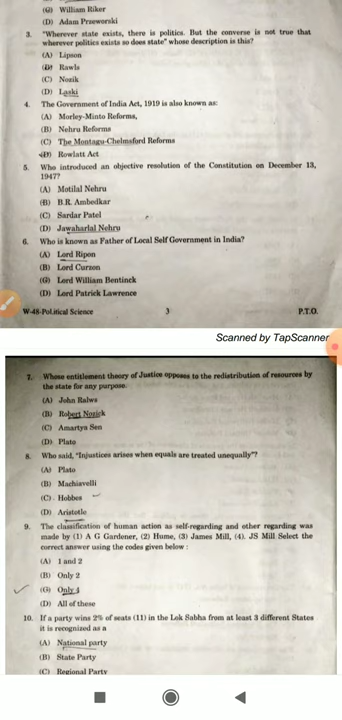 (G) William Riker
(D) Adam Przeworski
3. "Wherever state exists, there is politics. But the converse is not true that
wherever politics exists so does state" whose description is this?
(A) Lipson
(B) Rawls
(C) Nozik
(D) Laski
4. The Government of India Act, 1919 is also known as:
(A) Morley-Minto Reforms,
(B) Nehru Reforms
(C) The Montagu-Chelmsford Reforms
(D) Rowlatt Act
5. Who introduced an objective resolution of the Constitution on December 13,
1947?
(A) Motilal Nehru
(B) B.R. Ambedkar
(C) Sardar Patel
(D) Jawaharlal Nehru
6. Who is known as Father of Local Self Government in India?
(A) Lord Ripon
(B) Lord Curzon
(G) Lord William Bentinck
(D) Lord Patrick Lawrence
W-48-Political Science 3 P.T.O.
Scanned by TapScanner
7. Whose entitlement theory of Justice opposes to the redistribution of resources by
the state for any purpose.
(A) John Ralws
(B) Robert Nozick
(C) Amartya Sen
(D) Plato
8. Who said, "Injustices arises when equals are treated unequally"?
(A) Plato
(B) Machiavelli
(C) Hobbes
(D) Aristotle
9. The classification of human action as self-regarding and other regarding was
made by (1) A G Gardener, (2) Hume, (3) James Mill, (4). JS Mill Select the
correct answer using the codes given below :
(A) 1 and 2
(B) Only 2
(G) Only 4
(D) All of these
10. If a party wins 2% of seats (11) in the Lok Sabha from at least 3 different States
it is recognized as a
(A) National party
(B) State Party
(C) Regional Party